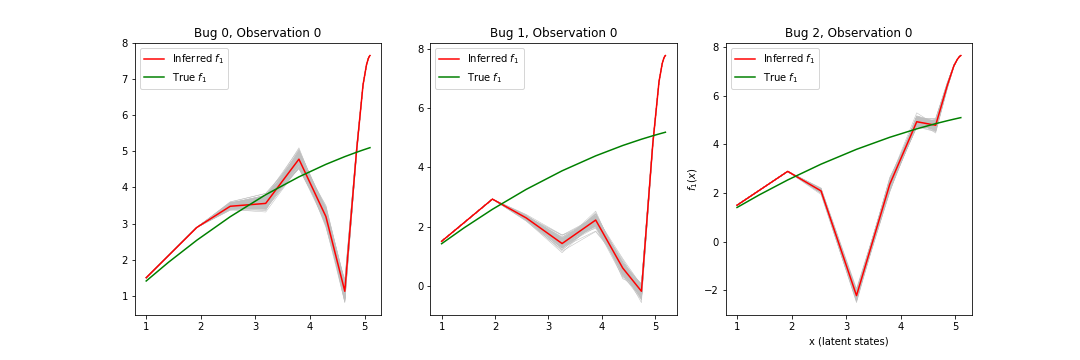 Bug 0, Observation 0
Inferred f₁
True f₁
8
7
6
5
4
3
2
1
1 2 3 4 5
Bug 1, Observation 0
Inferred f₁
True f₁
8
6
4
2
0
1 2 3 4 5
Bug 2, Observation 0
Inferred f₁
True f₁
f₁(x)
8
6
4
2
0
−2
1 2 3 4 5
x (latent states)